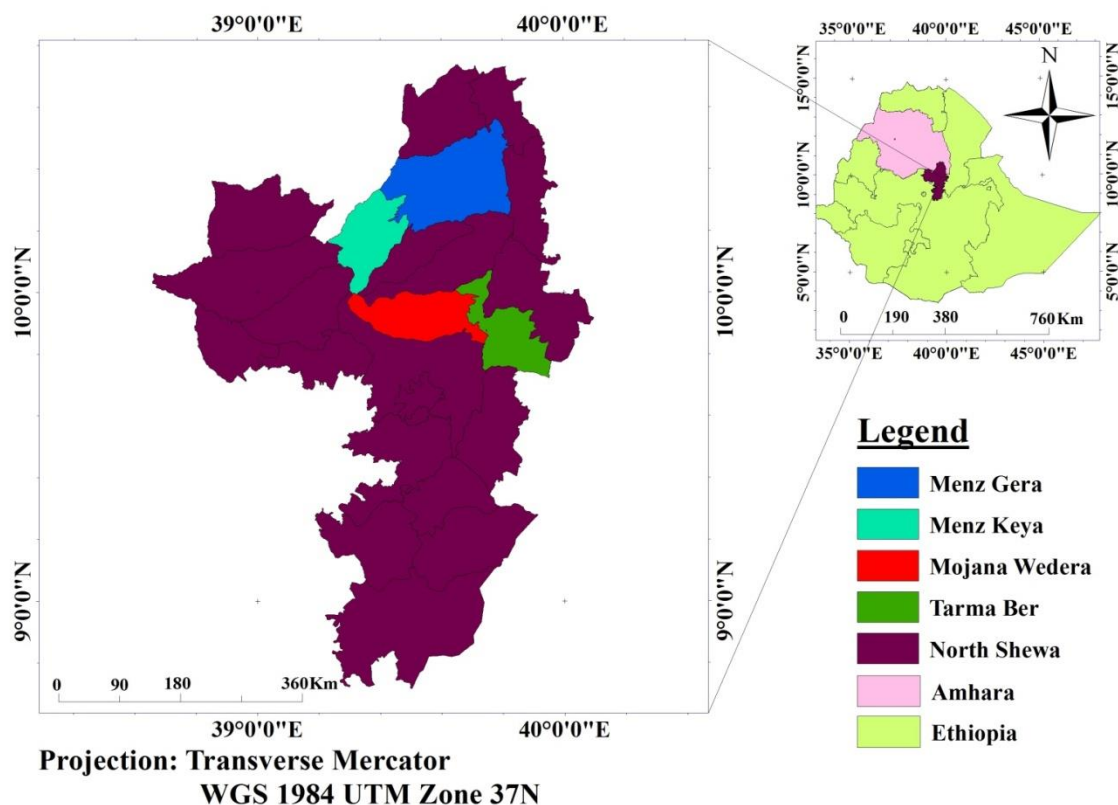 39°0'0"E 40°0'0"E
10°0'0"N
9°0'0"N
10°0'0"N
9°0'0"N
0 90 180 360Km
39°0'0"E 40°0'0"E
Projection: Transverse Mercator
WGS 1984 UTM Zone 37N
35°0'0"E 40°0'0"E 45°0'0"E
N
15°0'0"N
10°0'0"N
5°0'0"N
15°0'0"N
10°0'0"N
5°0'0"N
0 190 380 760 Km
35°0'0"E 40°0'0"E 45°0'0"E
Legend
Menz Gera
Menz Keya
Mojana Wedera
Tarma Ber
North Shewa
Amhara
Ethiopia